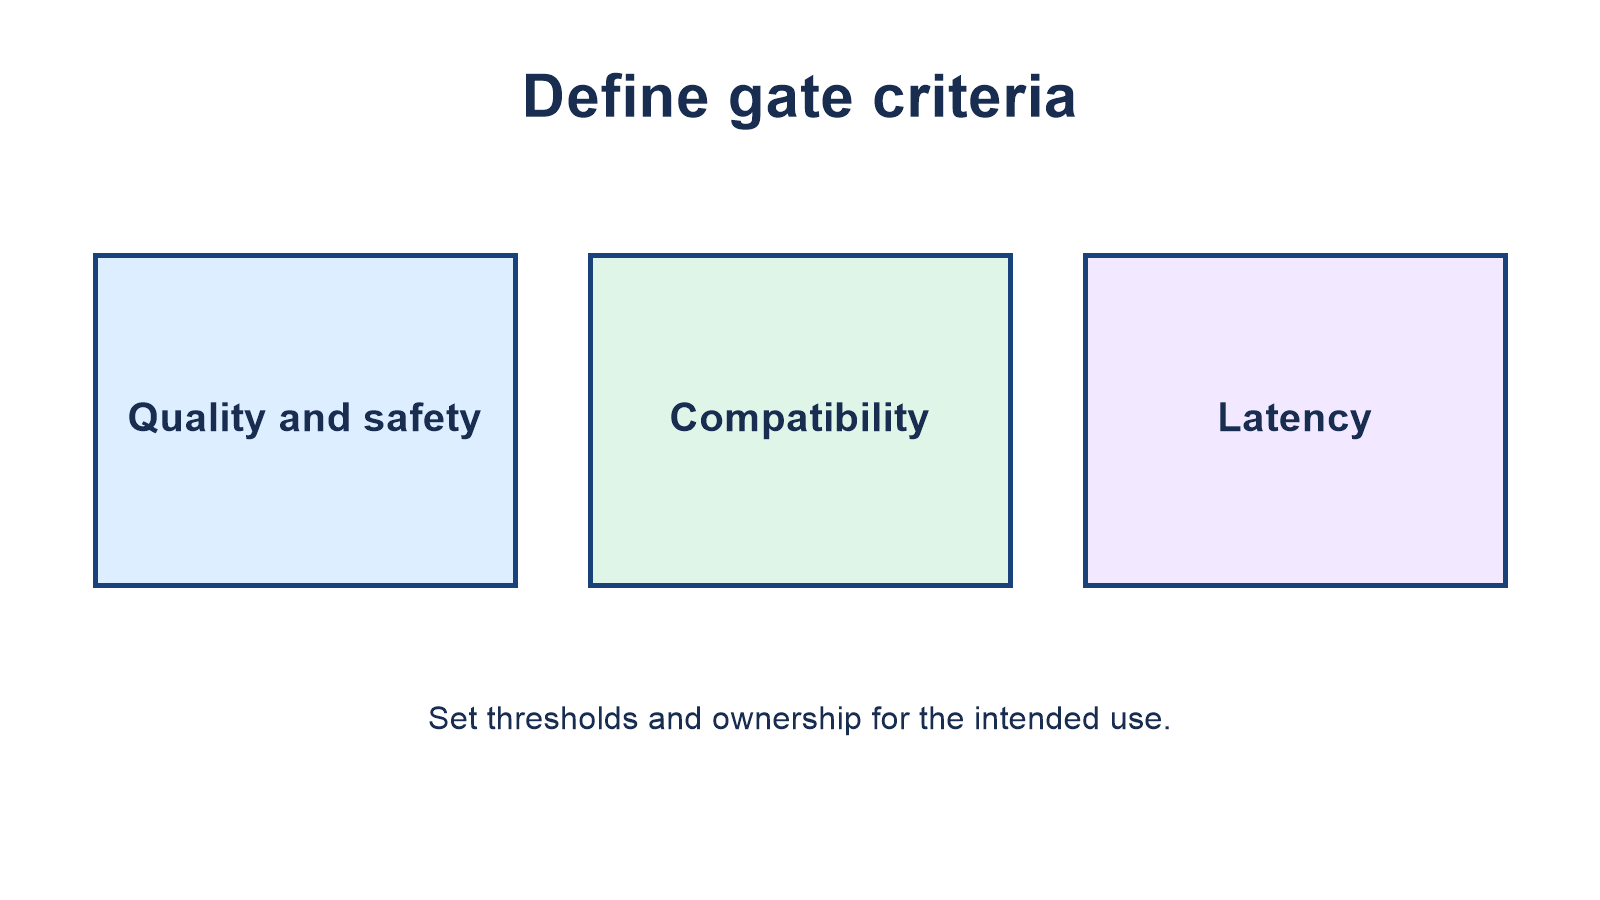 Define gate criteria
Quality and safety
Compatibility
Latency
Set thresholds and ownership for the intended use.